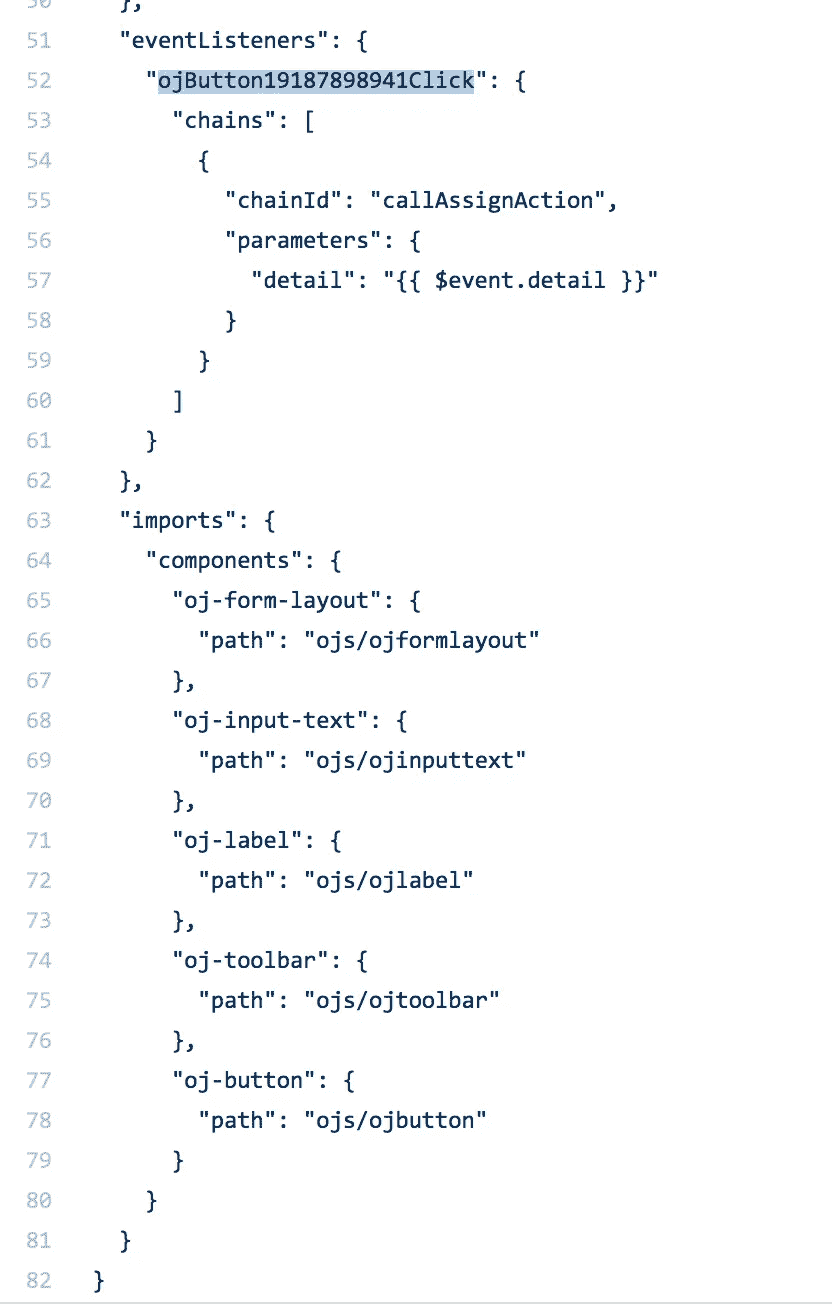 50 },
51 "eventListeners": {
52 "ojButton19187898941Click": {
53 "chains": [
54 {
55 "chainId": "callAssignAction",
56 "parameters": {
57 "detail": "{{ $event.detail }}"
58 }
59 }
60 ]
61 }
62 },
63 "imports": {
64 "components": {
65 "oj-form-layout": {
66 "path": "ojs/ojformlayout"
67 },
68 "oj-input-text": {
69 "path": "ojs/ojinputtext"
70 },
71 "oj-label": {
72 "path": "ojs/ojlabel"
73 },
74 "oj-toolbar": {
75 "path": "ojs/ojtoolbar"
76 },
77 "oj-button": {
78 "path": "ojs/ojbutton"
79 }
80 }
81 }
82 }